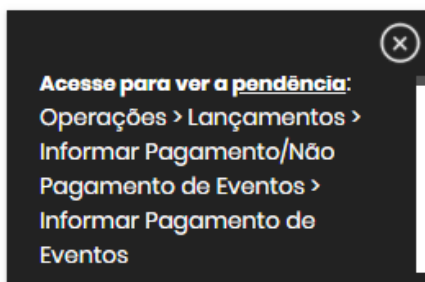 Acesse para ver a pendência:
Operações > Lançamentos >
Informar Pagamento/Não
Pagamento de Eventos >
Informar Pagamento de
Eventos